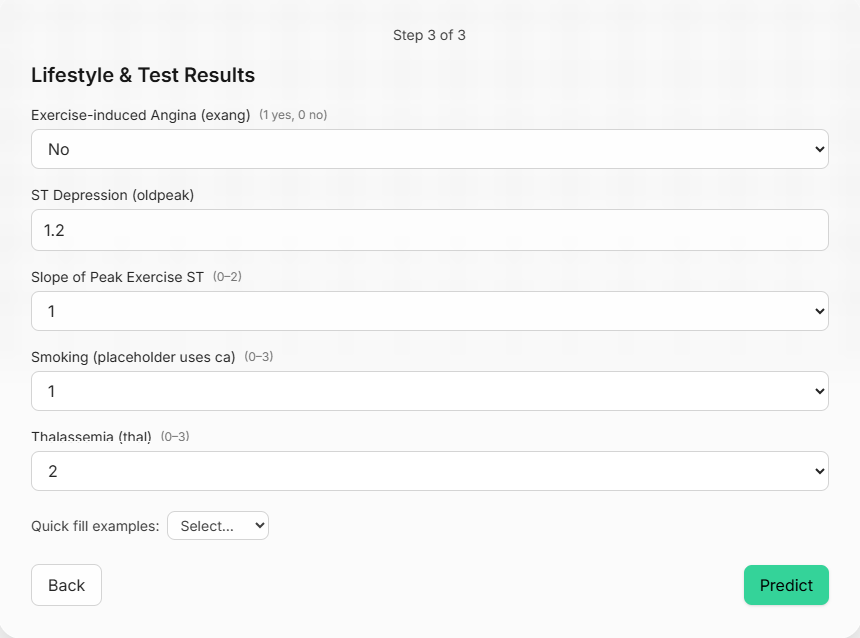 Step 3 of 3
Lifestyle & Test Results
Exercise-induced Angina (exang) (1 yes, 0 no)
No
ST Depression (oldpeak)
1.2
Slope of Peak Exercise ST (0–2)
1
Smoking (placeholder uses ca) (0–3)
1
Thalassemia (thal) (0–3)
2
Quick fill examples: Select...
Back Predict